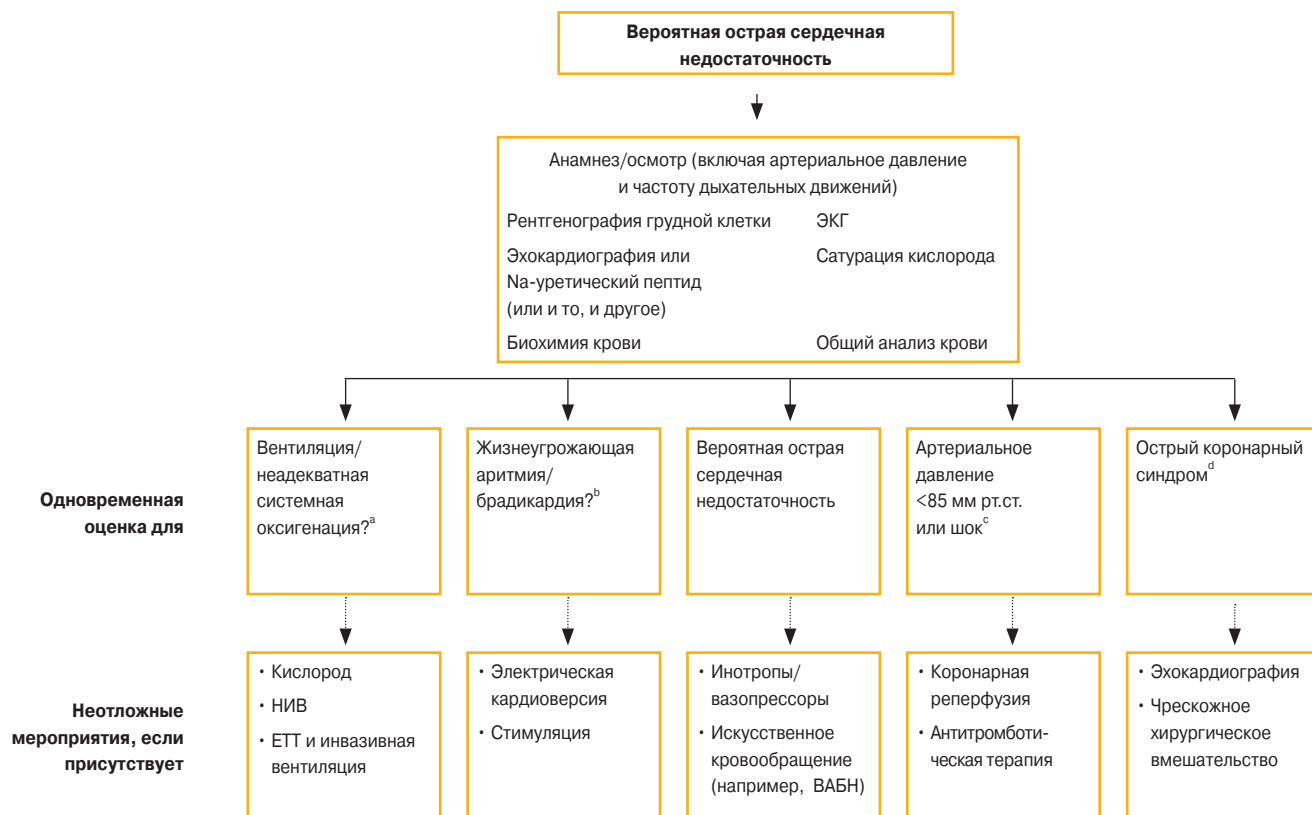 Вероятная острая сердечная
недостаточность
Анамнез/осмотр (включая артериальное давление
и частоту дыхательных движений)
Рентгенография грудной клетки
ЭКГ
Эхокардиография или
Na-уретический пептид
(или и то, и другое)
Сатурация кислорода
Биохимия крови
Общий анализ крови
Одновременная
оценка для
Вентиляция/
неадекватная
системная
оксигенация?a
Жизнеугрожающая
аритмия/
брадикардия?b
Вероятная острая
сердечная
недостаточность
Артериальное
давление
<85 мм рт.ст.
или шокc
Острый коронарный
синдромd
Неотложные
мероприятия, если
присутствует
• Кислород
• НИВ
• ЕТТ и инвазивная
вентиляция
• Электрическая
кардиоверсия
• Стимуляция
• Инотропы/
вазопрессоры
• Искусственное
кровообращение
(например, ВАБН)
• Коронарная
реперфузия
• Антитромботи-
ческая терапия
• Эхокардиография
• Чрескожное
хирургическое
вмешательство